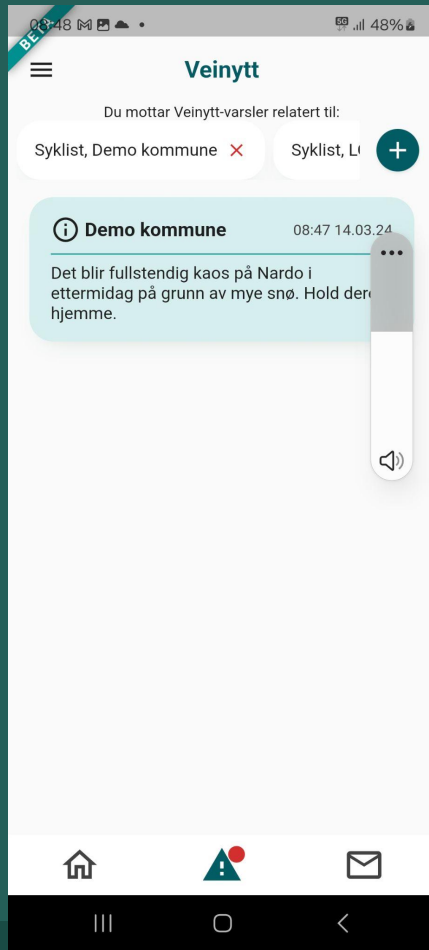 08:48
48%
BETA
Veinytt
Du mottar Veinytt-varsler relatert til:
Syklist, Demo kommune
Syklist,
Demo kommune
08:47 14.03.24
Det blir fullstendig kaos på Nardo i
ettermidag på grunn av mye snø. Hold
hjemme.